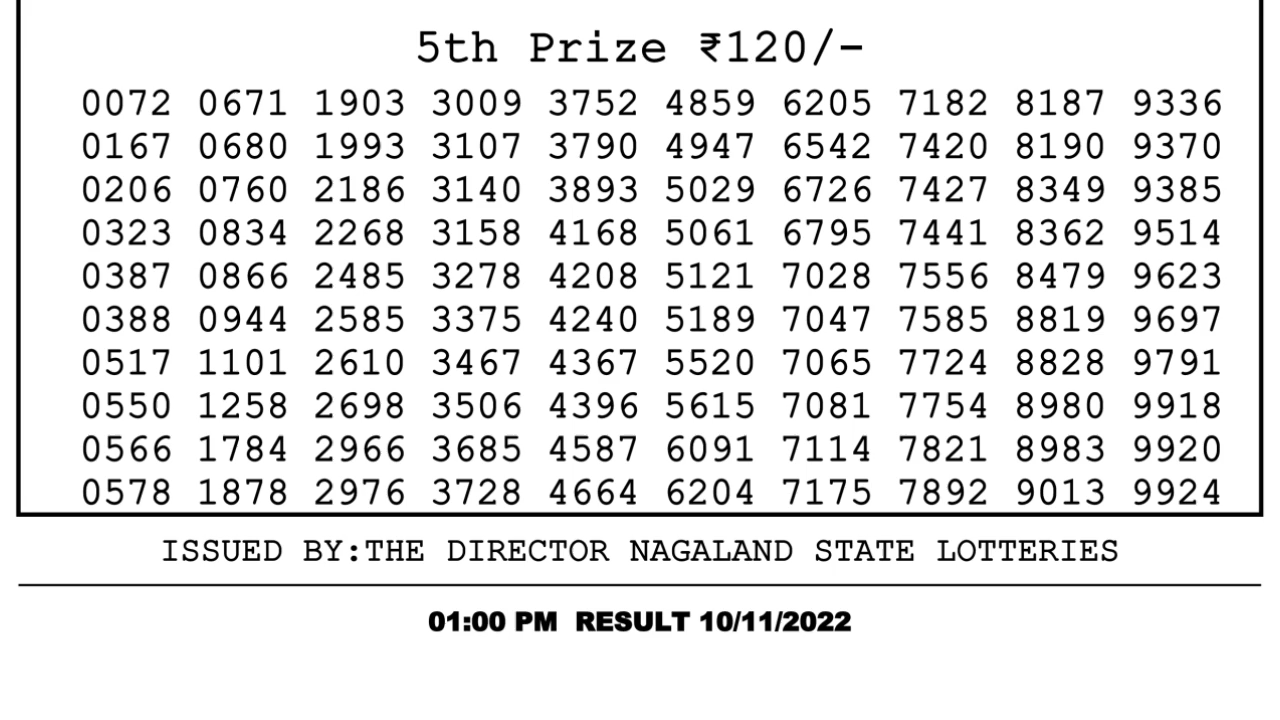 5th Prize ₹120/-
0072 0671 1903 3009 3752 4859 6205 7182 8187 9336
0167 0680 1993 3107 3790 4947 6542 7420 8190 9370
0206 0760 2186 3140 3893 5029 6726 7427 8349 9385
0323 0834 2268 3158 4168 5061 6795 7441 8362 9514
0387 0866 2485 3278 4208 5121 7028 7556 8479 9623
0388 0944 2585 3375 4240 5189 7047 7585 8819 9697
0517 1101 2610 3467 4367 5520 7065 7724 8828 9791
0550 1258 2698 3506 4396 5615 7081 7754 8980 9918
0566 1784 2966 3685 4587 6091 7114 7821 8983 9920
0578 1878 2976 3728 4664 6204 7175 7892 9013 9924
ISSUED BY:THE DIRECTOR NAGALAND STATE LOTTERIES
01:00 PM RESULT 10/11/2022